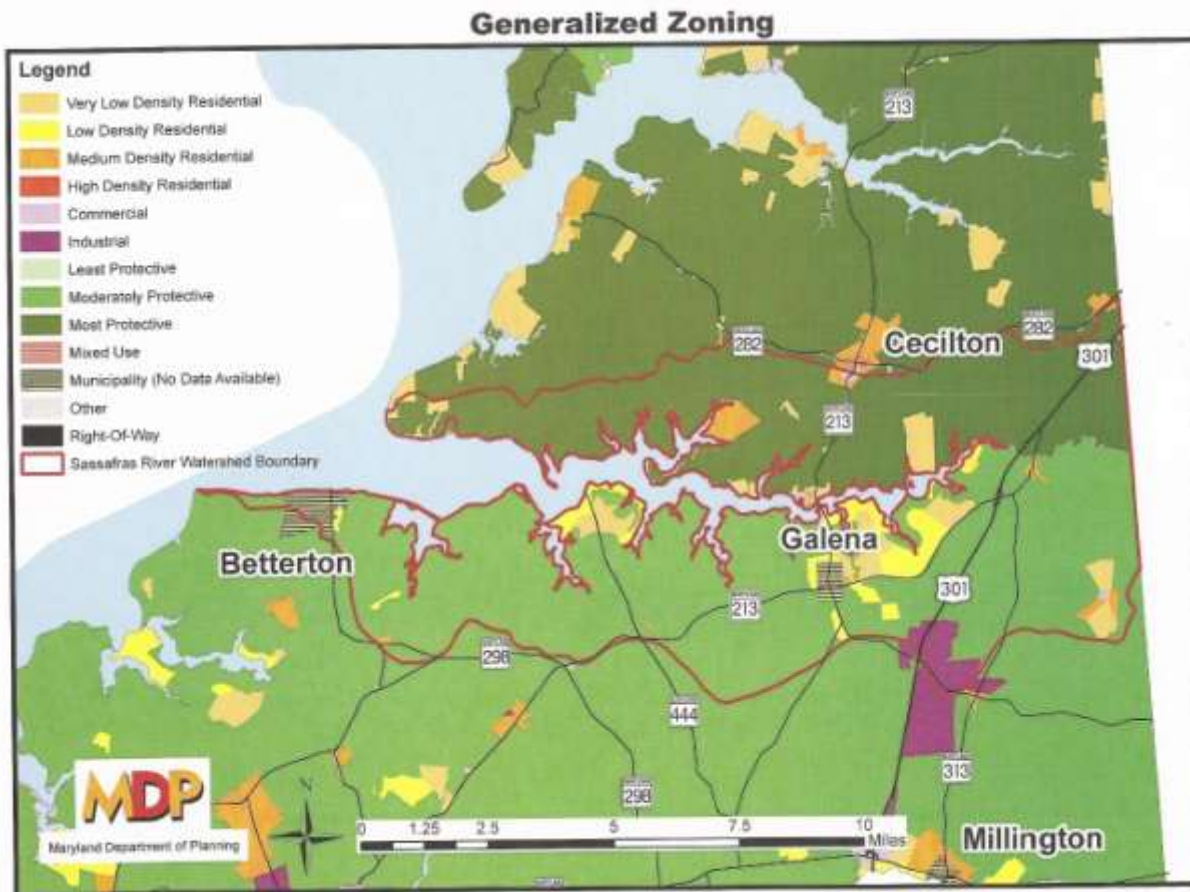 Generalized Zoning
Legend
Very Low Density Residential
Low Density Residential
Medium Density Residential
High Density Residential
Commercial
Industrial
Least Protective
Moderately Protective
Most Protective
Mixed Use
Municipality (No Data Available)
Other
Right-Of-Way
Sassafras River Watershed Boundary
213
282
Cecilton
282
301
213
Betterton
Galena
301
213
298
444
313
298
MDP
Maryland Department of Planning
N
0 1.25 2.5 5 7.5 10
Miles
Millington